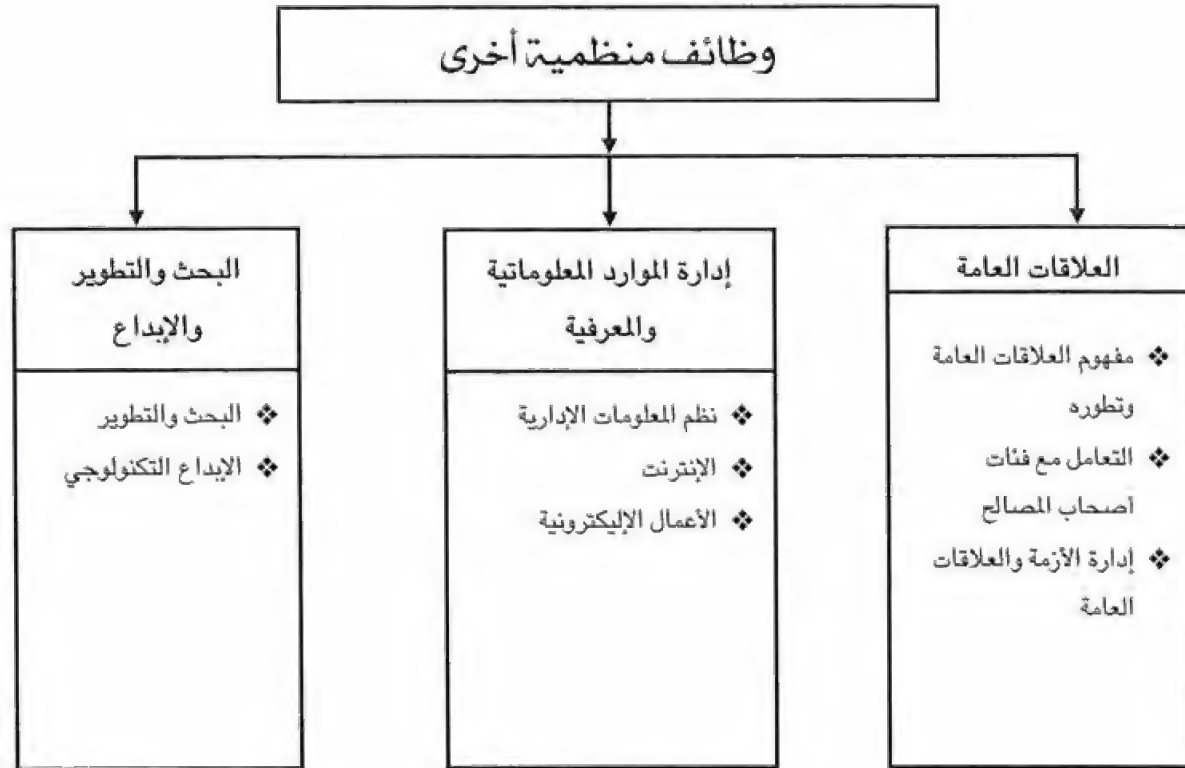 وظائف منظمية أخرى
العلاقات العامة
❖ مفهوم العلاقات العامة
وتطوره
❖ التعامل مع فئات
أصحاب المصالح
❖ إدارة الأزمة والعلاقات
العامة
إدارة الموارد المعلوماتية
والمعرفية
❖ نظم المعلومات الإدارية
❖ الإنترنت
❖ الأعمال الإليكترونية
البحث والتطوير
والإبداع
❖ البحث والتطوير
❖ الإبداع التكنولوجي